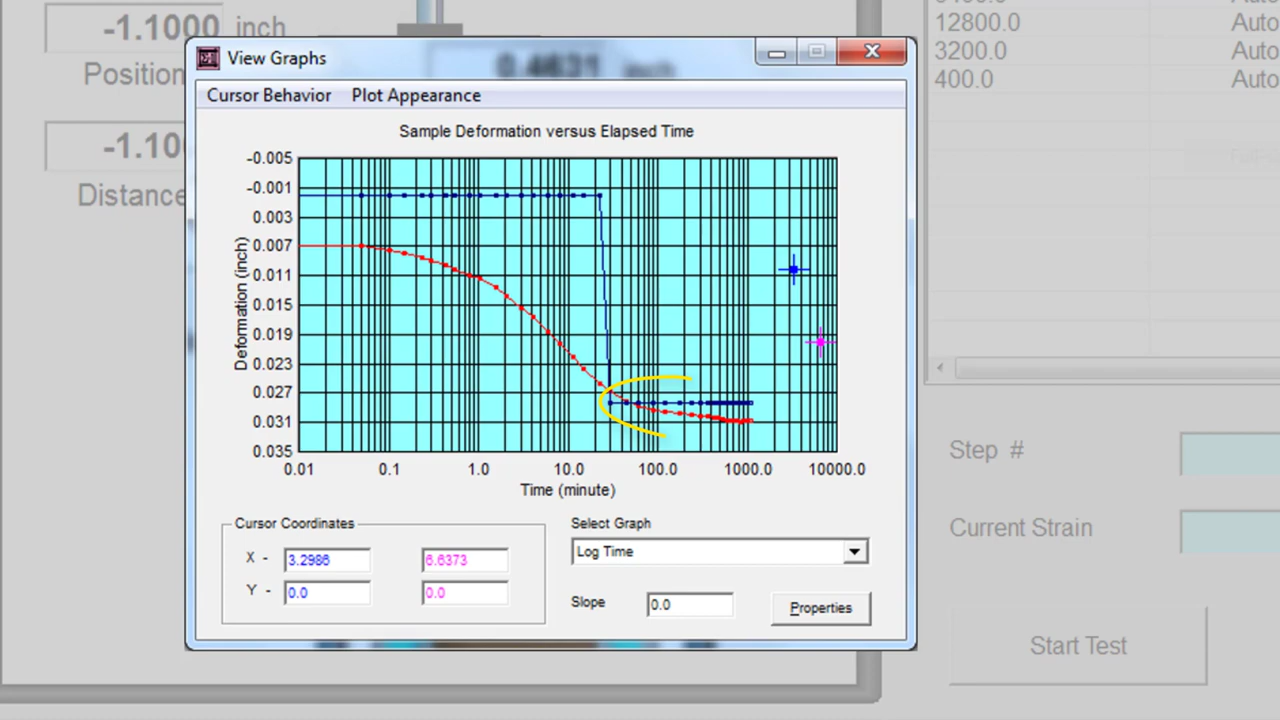 -1.1000 inch
Position
-1.10
Distance
0.4631 inch
12800.0 Auto
3200.0 Auto
400.0 Auto
View Graphs
Cursor Behavior Plot Appearance
Sample Deformation versus Elapsed Time
-0.005
-0.001
0.003
0.007
0.011
0.015
0.019
0.023
0.027
0.031
0.035
Deformation (inch)
0.01 0.1 1.0 10.0 100.0 1000.0 10000.0
Time (minute)
Cursor Coordinates
X - 3.2986 6.6373
Y - 0.0 0.0
Select Graph
Log Time
Slope 0.0
Properties
Step #
Current Strain
Start Test